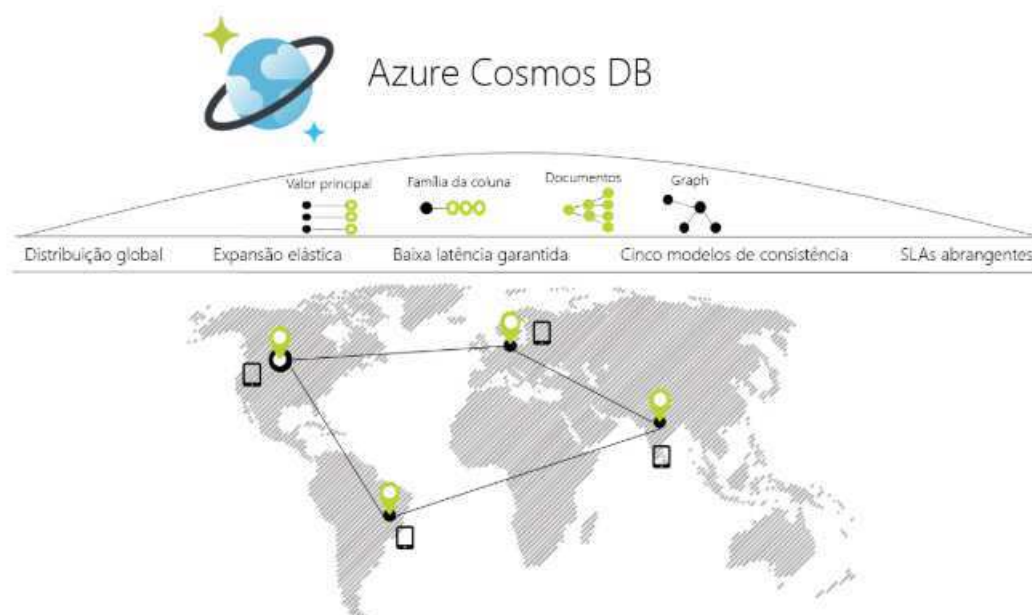 Azure Cosmos DB
Valor principal Família da coluna Documentos Graph
Distribuição global Expansão elástica Baixa latência garantida Cinco modelos de consistência SLAs abrangentes